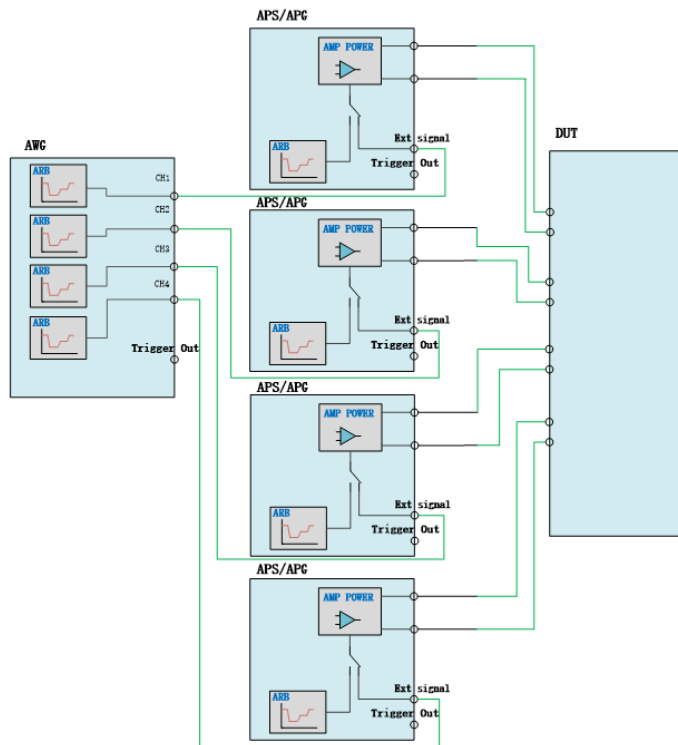 APS/APG
AMP POWER
Ext signal
ARB
Trigger Out
AWG
ARB
CH1
CH2
ARB
CH3
ARB
CH4
ARB
Trigger Out
DUT
APS/APG
AMP POWER
Ext signal
ARB
Trigger Out
APS/APG
AMP POWER
Ext signal
ARB
Trigger Out
APS/APG
AMP POWER
Ext signal
ARB
Trigger Out